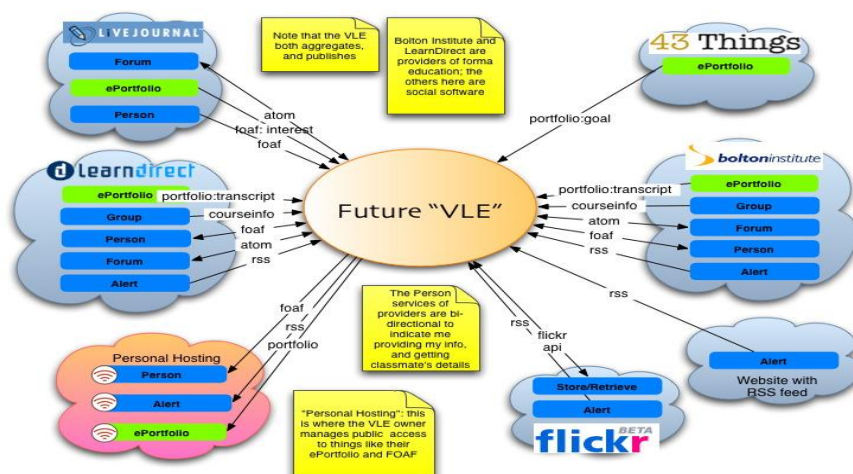 LiVEJOURNAL™
Forum
ePortfolio
Person
atom
foaf: interest
foaf
Note that the VLE
both aggregates,
and publishes
Bolton Institute and
LearnDirect are
providers of forma
education; the
others here are
social software
43 Things
ePortfolio
portfolio:goal
learndirect
ePortfolio
Group
Person
Forum
Alert
portfolio:transcript
courseinfo
foaf
atom
rss
Future "VLE"
boltoninstitute
ePortfolio
Group
Forum
Person
Alert
portfolio:transcript
courseinfo
atom
foaf
rss
rss
Alert
Website with
RSS feed
foaf
rss
portfolio
Personal Hosting
Person
Alert
ePortfolio
The Person
services of
providers are bi-
directional to
indicate me
providing my info,
and getting
classmate's details
"Personal Hosting": this
is where the VLE owner
manages public access
to things like their
ePortfolio and FOAF
rss
flickr
api
Store/Retrieve
Alert
BETA
flickr